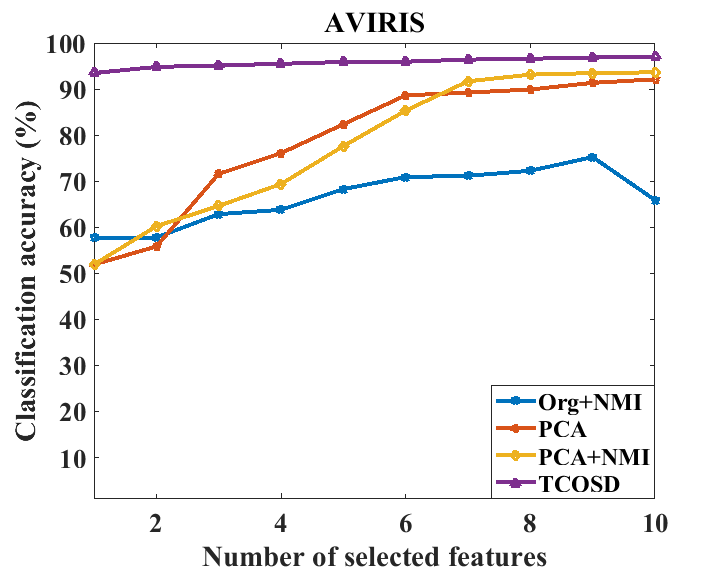 AVIRIS
Classification accuracy (%)
100
90
80
70
60
50
40
30
20
10
Org+NMI
PCA
PCA+NMI
TCOSD
2 4 6 8 10
Number of selected features